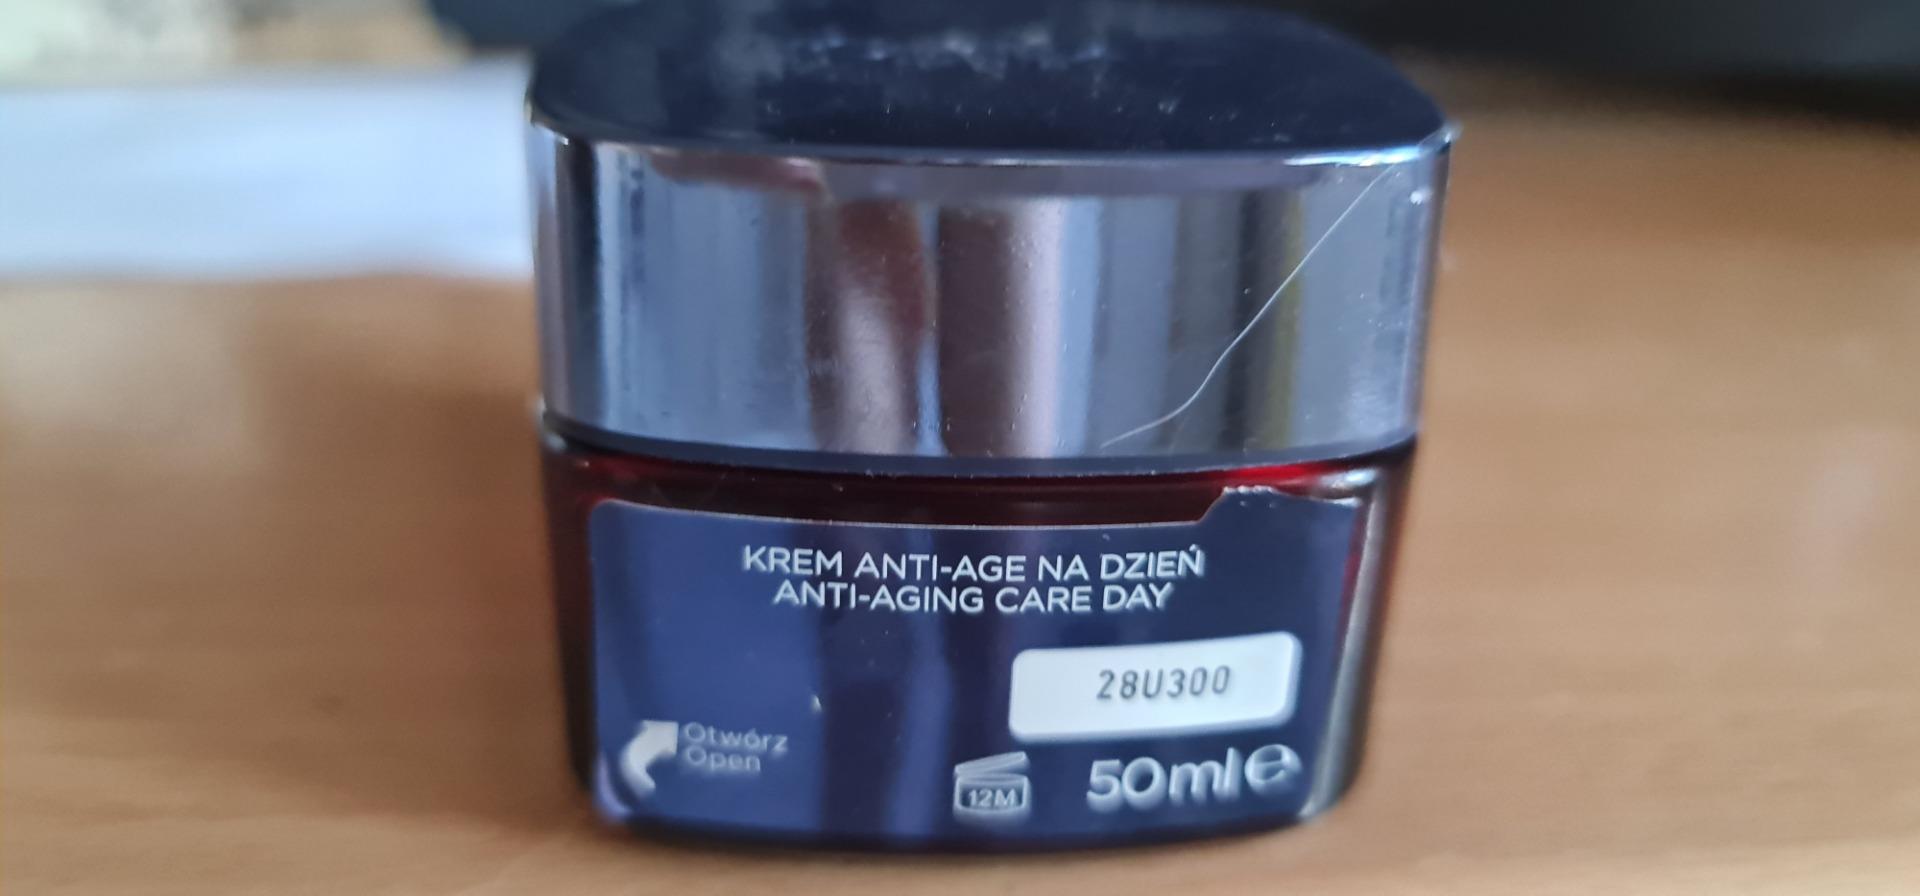 KREM ANTI-AGE NA DZIEŃ
ANTI-AGING CARE DAY
28U300
Otwórz
Open
12M
50ml e